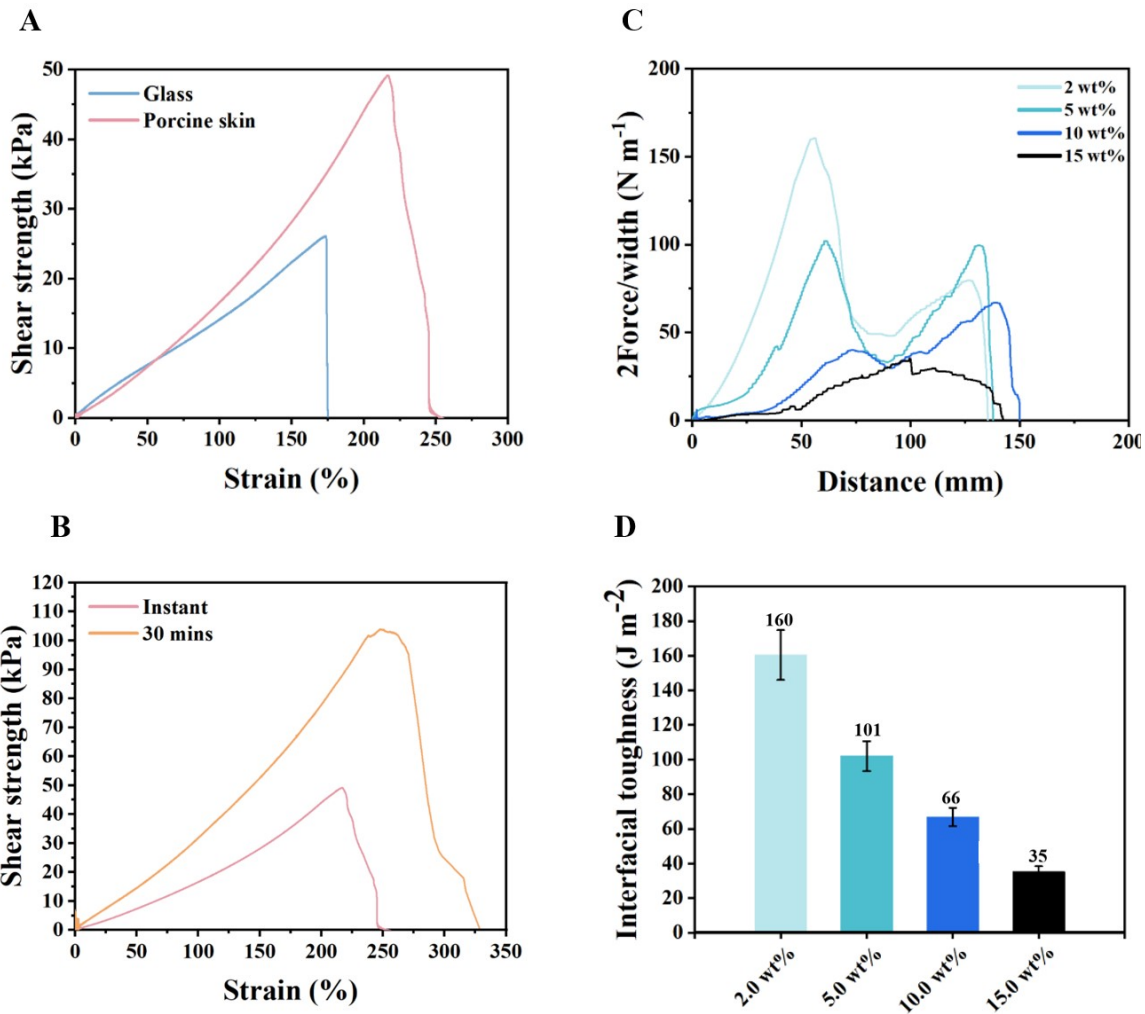 A
Shear strength (kPa)
50
40
30
20
10
0
Glass
Porcine skin
0 50 100 150 200 250 300
Strain (%)
C
2Force/width (N m-1)
200
150
100
50
0
2 wt%
5 wt%
10 wt%
15 wt%
0 50 100 150 200
Distance (mm)
B
Shear strength (kPa)
120
110
100
90
80
70
60
50
40
30
20
10
0
Instant
30 mins
0 50 100 150 200 250 300 350
Strain (%)
D
Interfacial toughness (J m-2)
200
180
160
140
120
100
80
60
40
20
0
160
101
66
35
2.0 wt% 5.0 wt% 10.0 wt% 15.0 wt%